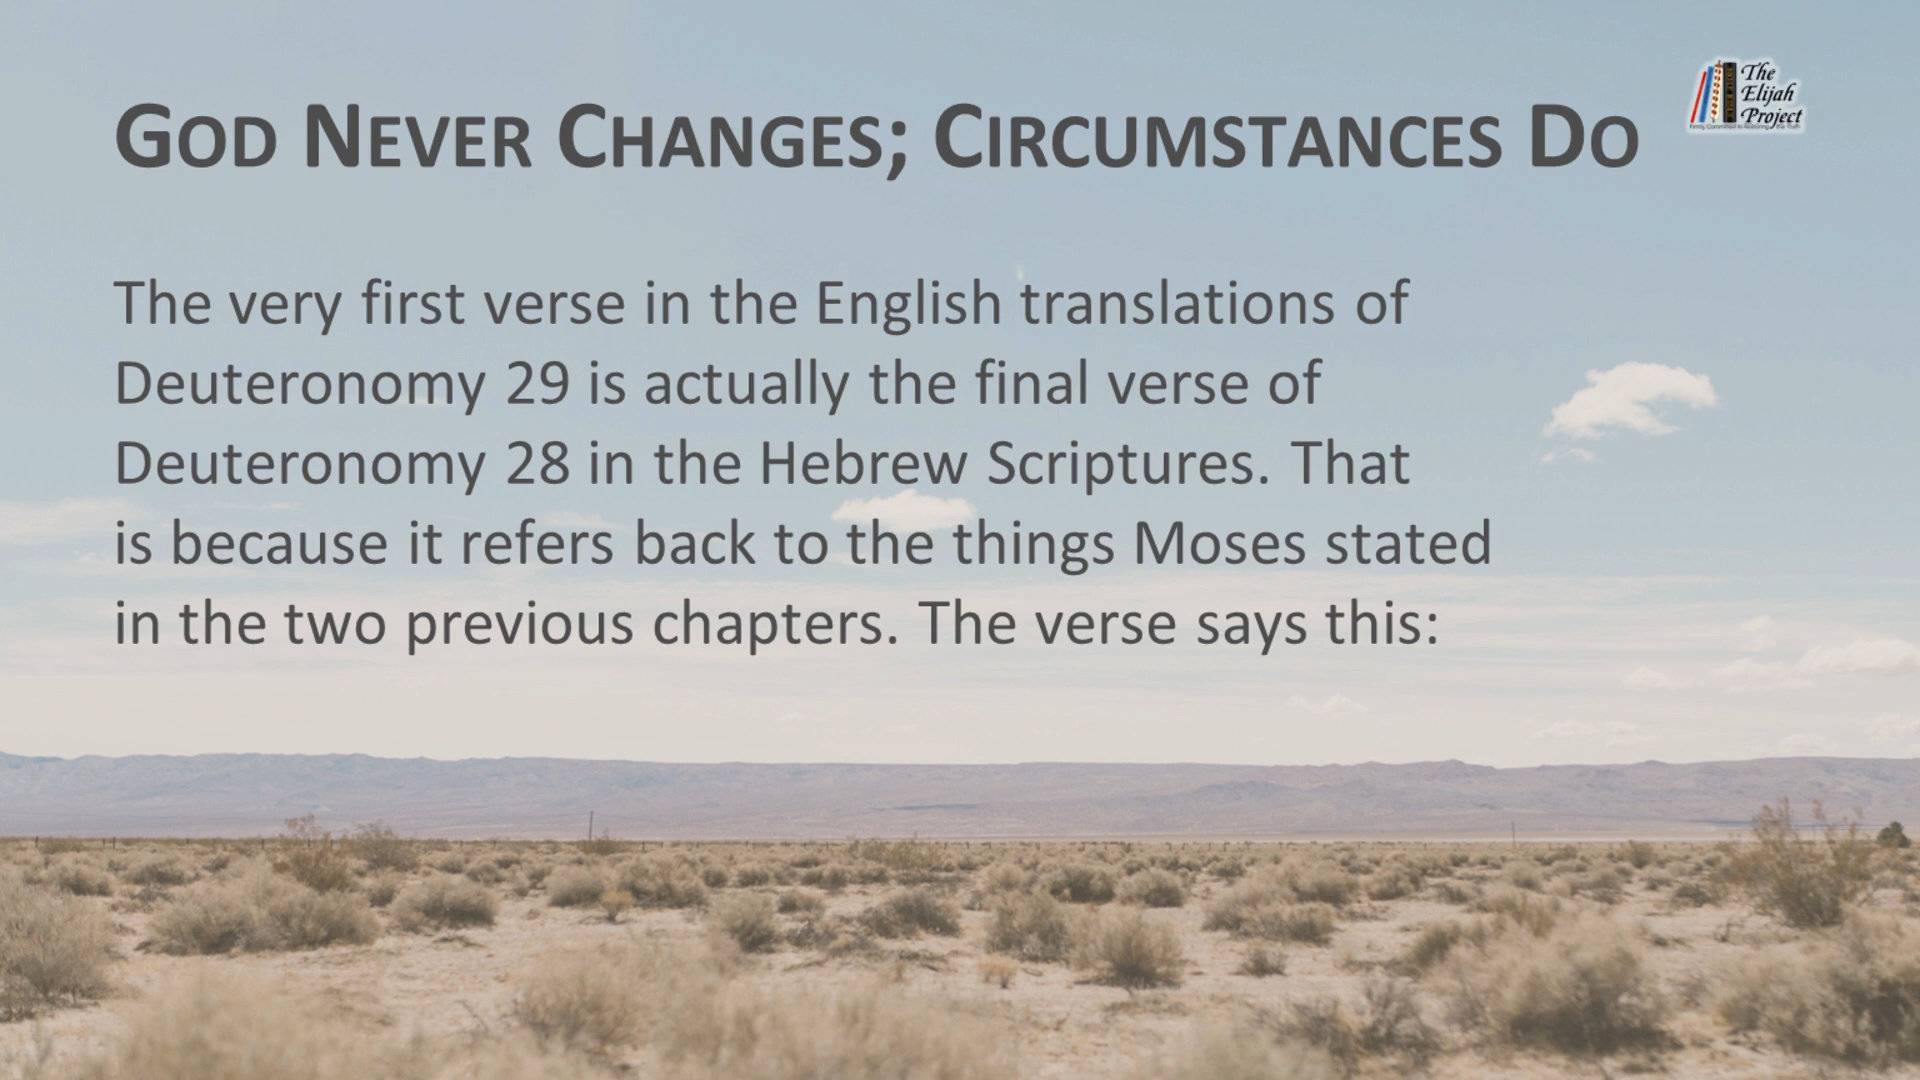 God Never Changes; Circumstances Do
The
Elijah
Project
The very first verse in the English translations of
Deuteronomy 29 is actually the final verse of
Deuteronomy 28 in the Hebrew Scriptures. That
is because it refers back to the things Moses stated
in the two previous chapters. The verse says this: